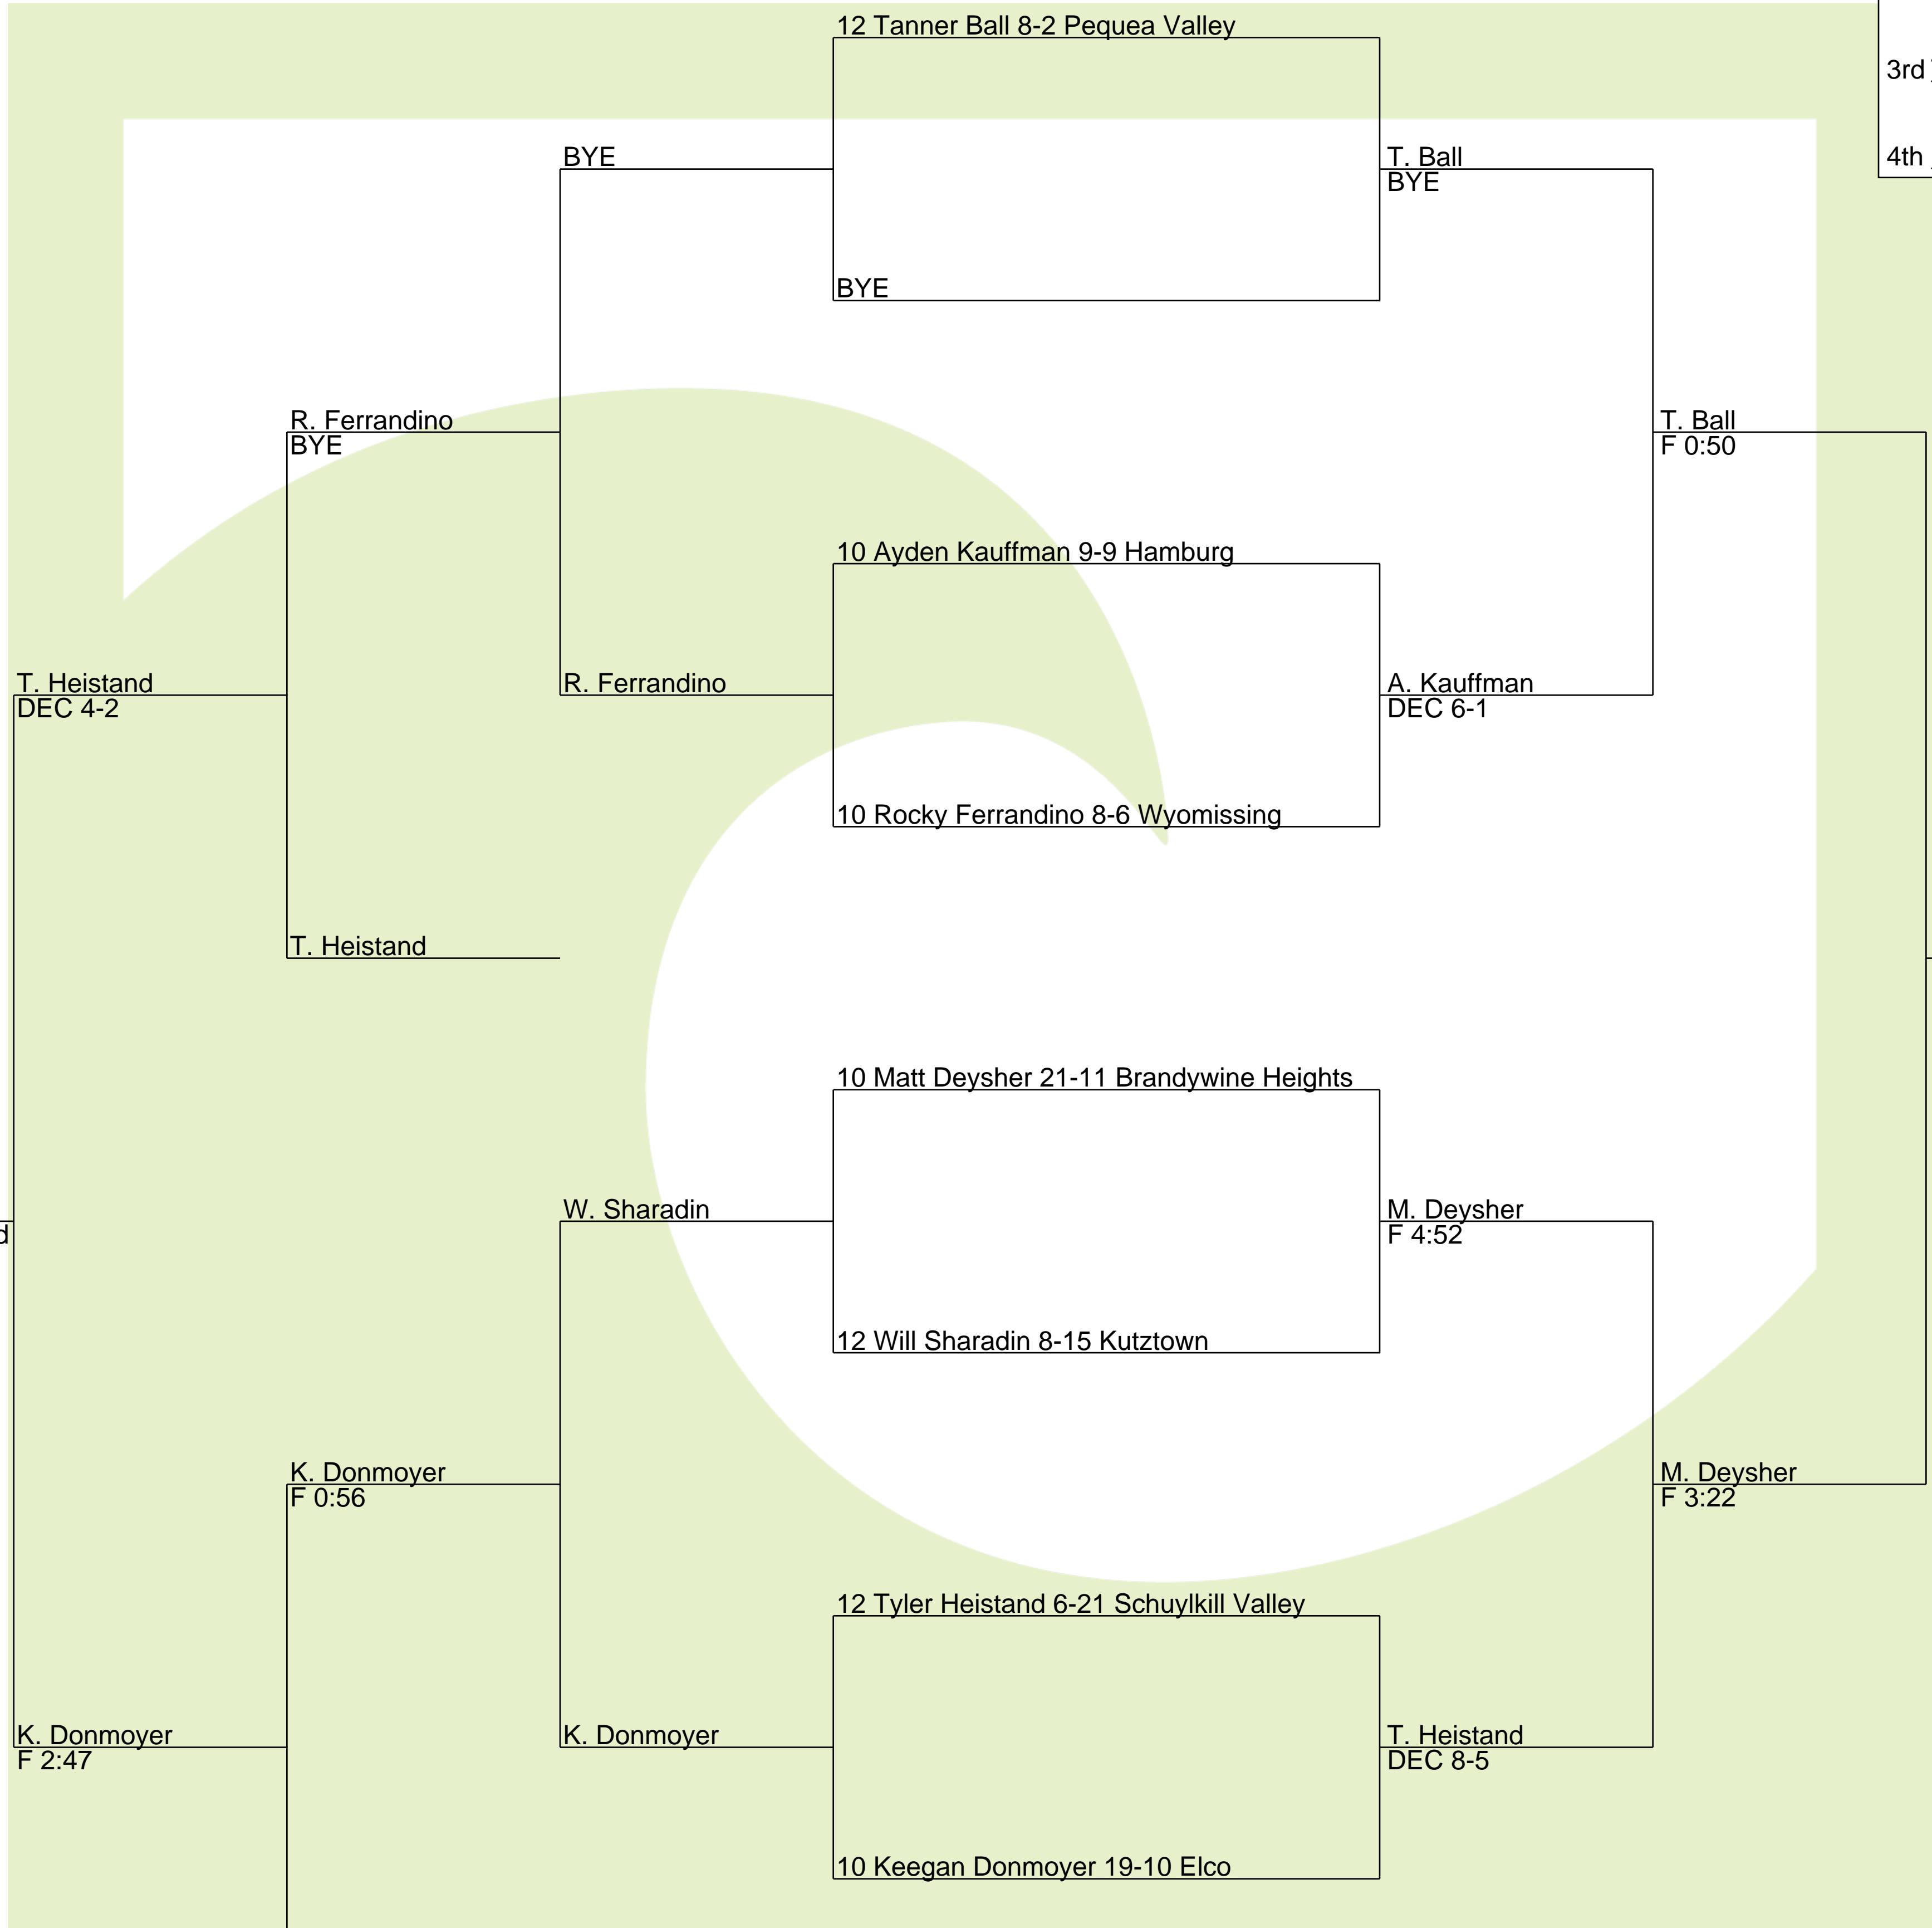 12 Tanner Ball 8-2 Pequea Valley
3rd
BYE
T. Ball
4th
BYE
BYE
R. Ferrandino
T. Ball
BYE
F 0:50
10 Ayden Kauffman 9-9 Hamburg
T. Heistand
R. Ferrandino
A. Kauffman
DEC 4-2
DEC 6-1
10 Rocky Ferrandino 8-6 Wyomissing
T. Heistand
10 Matt Deysher 21-11 Brandywine Heights
W. Sharadin
M. Deysher
F 4:52
12 Will Sharadin 8-15 Kutztown
K. Donmoyer
M. Deysher
F 0:56
F 3:22
12 Tyler Heistand 6-21 Schuylkill Valley
K. Donmoyer
K. Donmoyer
T. Heistand
F 2:47
DEC 8-5
10 Keegan Donmoyer 19-10 Elco